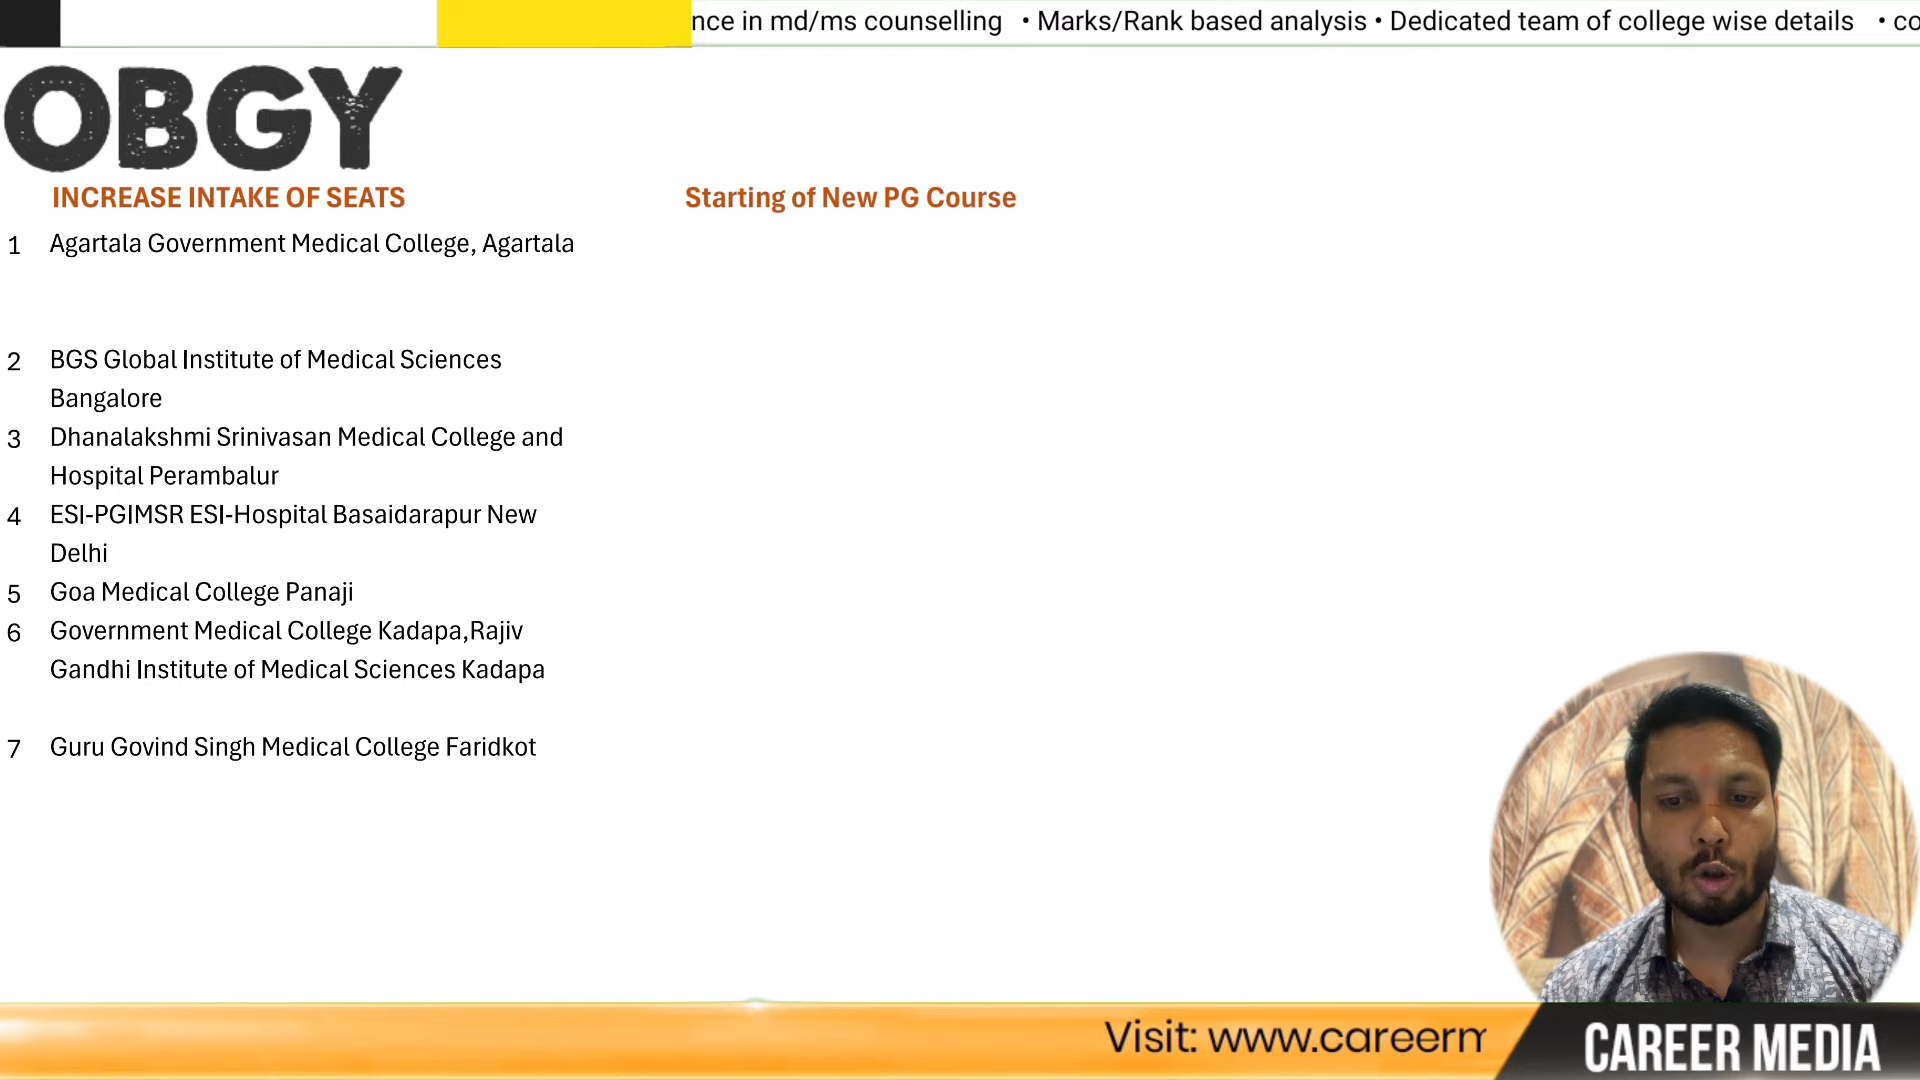 nce in md/ms counselling • Marks/Rank based analysis • Dedicated team of college wise details • co
OBGY
INCREASE INTAKE OF SEATS
Starting of New PG Course
1 Agartala Government Medical College, Agartala
2 BGS Global Institute of Medical Sciences
Bangalore
3 Dhanalakshmi Srinivasan Medical College and
Hospital Perambalur
4 ESI-PGIMSR ESI-Hospital Basaidarapur New
Delhi
5 Goa Medical College Panaji
6 Government Medical College Kadapa,Rajiv
Gandhi Institute of Medical Sciences Kadapa
7 Guru Govind Singh Medical College Faridkot
Visit: www.careerm
CAREER MEDIA